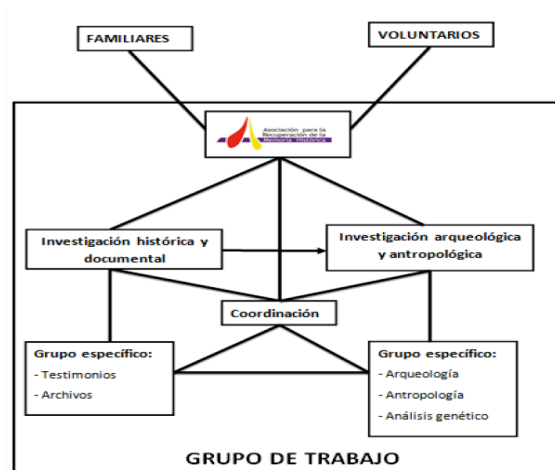 FAMILIARES
VOLUNTARIOS
Asociación para la
Recuperación de la
Memoria Histórica
Investigación histórica y
documental
Investigación arqueológica
y antropológica
Coordinación
Grupo específico:
- Testimonios
- Archivos
Grupo específico:
- Arqueología
- Antropología
- Análisis genético
GRUPO DE TRABAJO